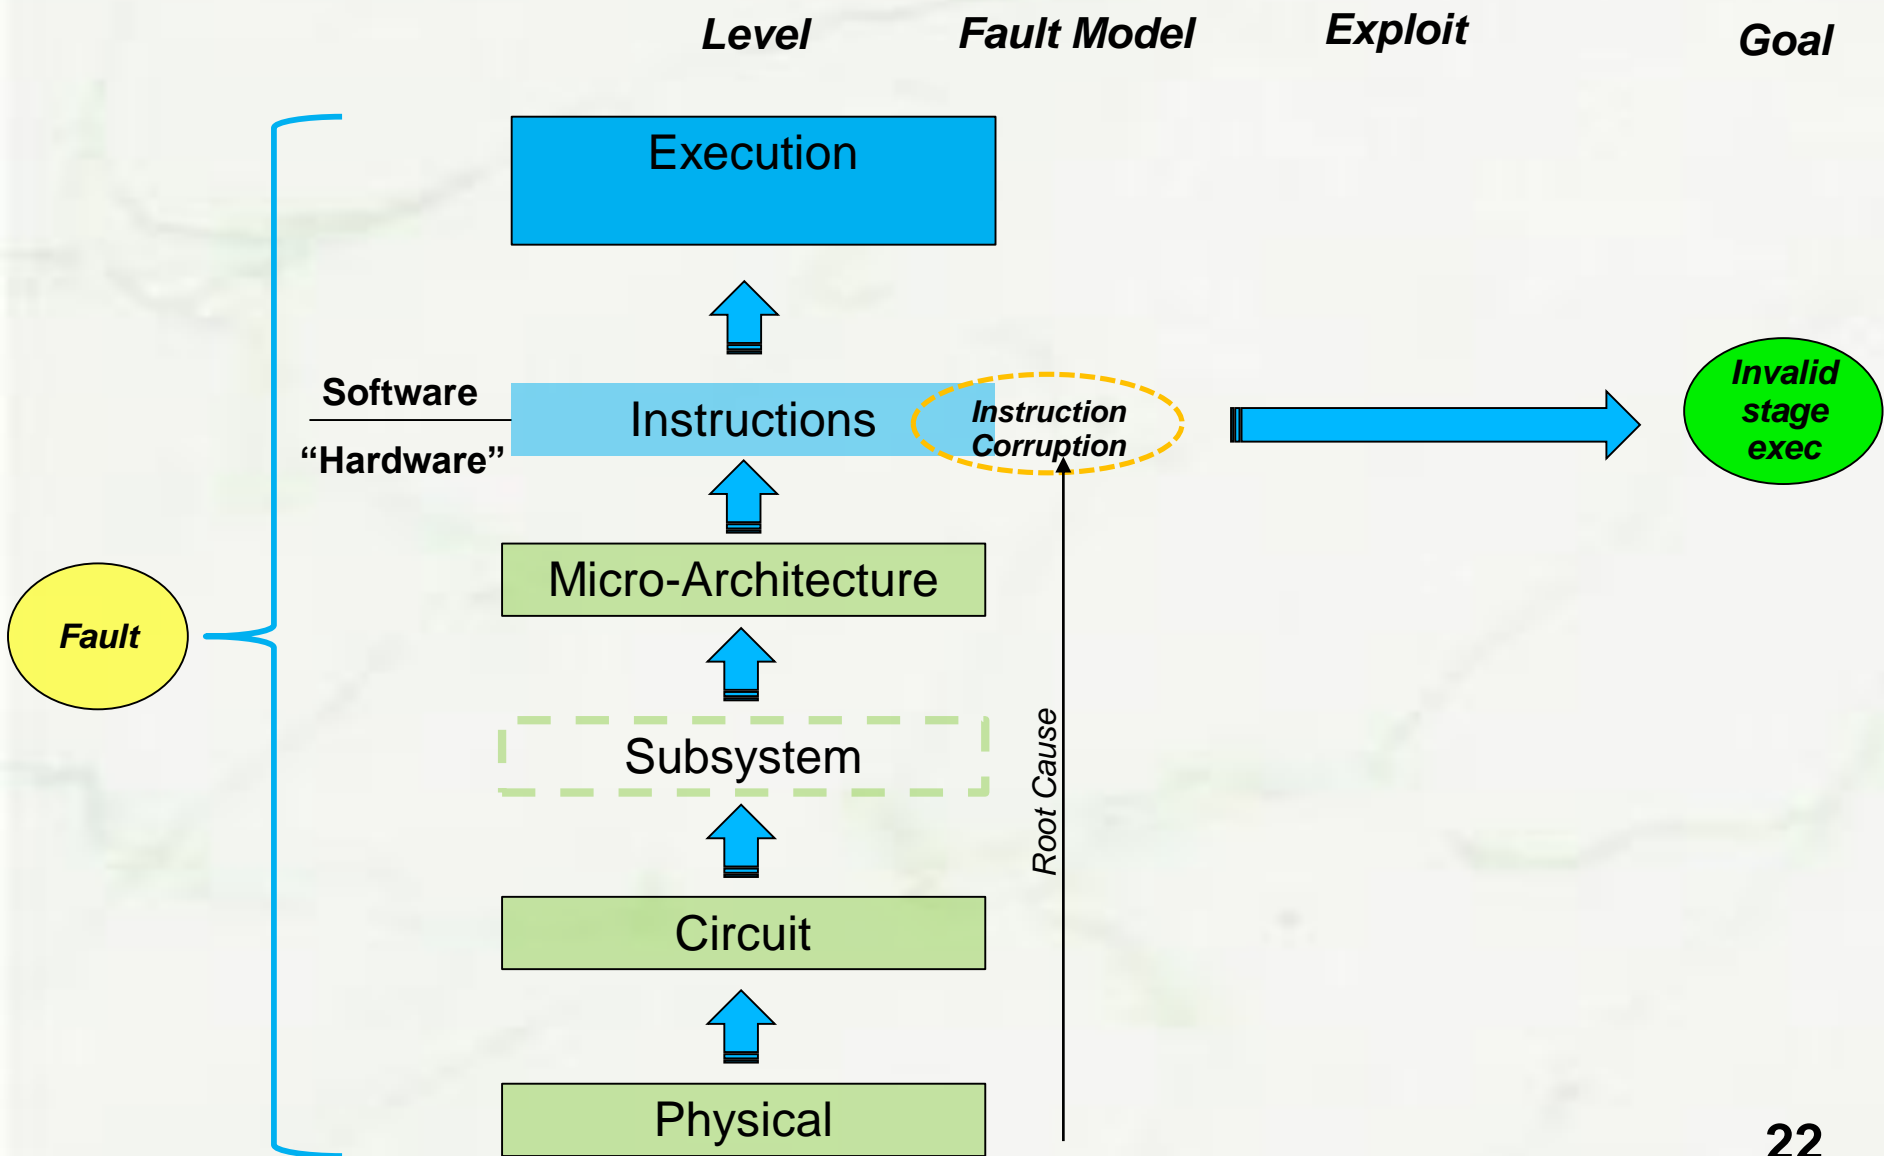 Level Fault Model Exploit Goal
Execution
Software
Instructions
Instruction
Corruption
Invalid
stage
exec
“Hardware”
Micro-Architecture
Fault
Subsystem
Root Cause
Circuit
Physical
22